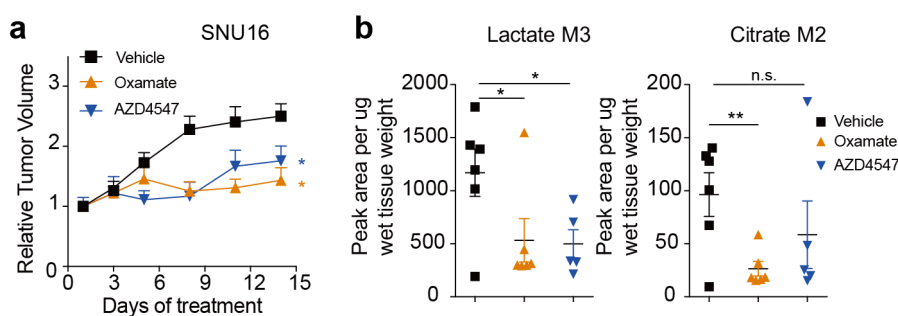 a
SNU16
Vehicle
Oxamate
AZD4547
Relative Tumor Volume
3
2
1
0
*
*
0 3 6 9 12 15
Days of treatment
b
Lactate M3
Peak area per ug
wet tissue weight
2000
1500
1000
500
0
*
*
Citrate M2
Peak area per ug
wet tissue weight
200
150
100
50
0
n.s.
**
Vehicle
Oxamate
AZD4547